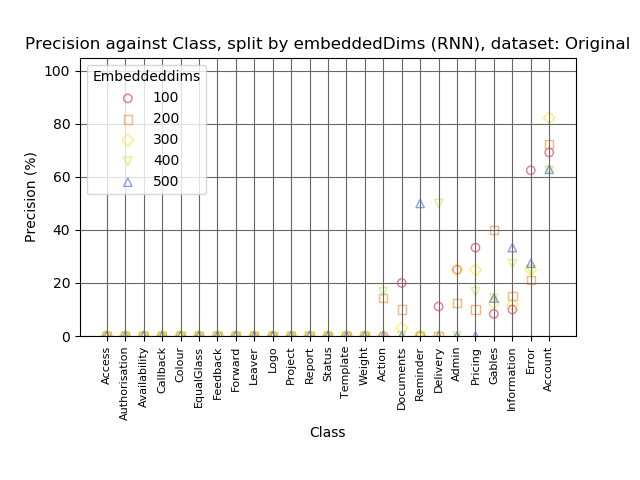 Precision against Class, split by embeddedDims (RNN), dataset: Original
Precision (%)
100
80
60
40
20
0
Embeddeddims
100
200
300
400
500
Access
Authorisation
Availability
Callback
Colour
EqualGlass
Feedback
Forward
Leaver
Logo
Project
Report
Status
Template
Weight
Action
Documents
Reminder
Delivery
Admin
Pricing
Gables
Information
Error
Account
Class